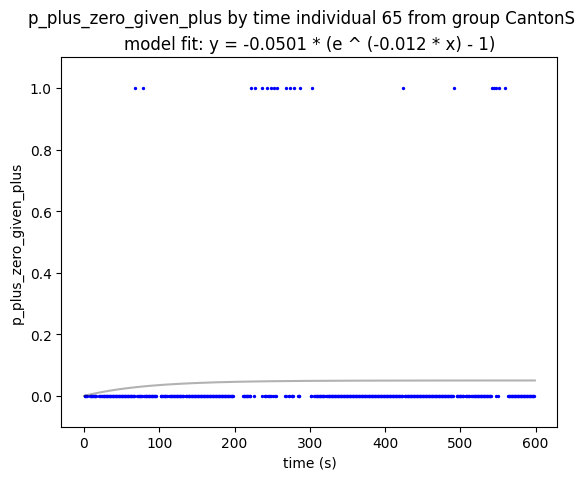 p_plus_zero_given_plus by time individual 65 from group CantonS
model fit: y = -0.0501 * (e ^ (-0.012 * x) - 1)
1.0
0.8
0.6
0.4
0.2
0.0
p_plus_zero_given_plus
0 100 200 300 400 500 600
time (s)